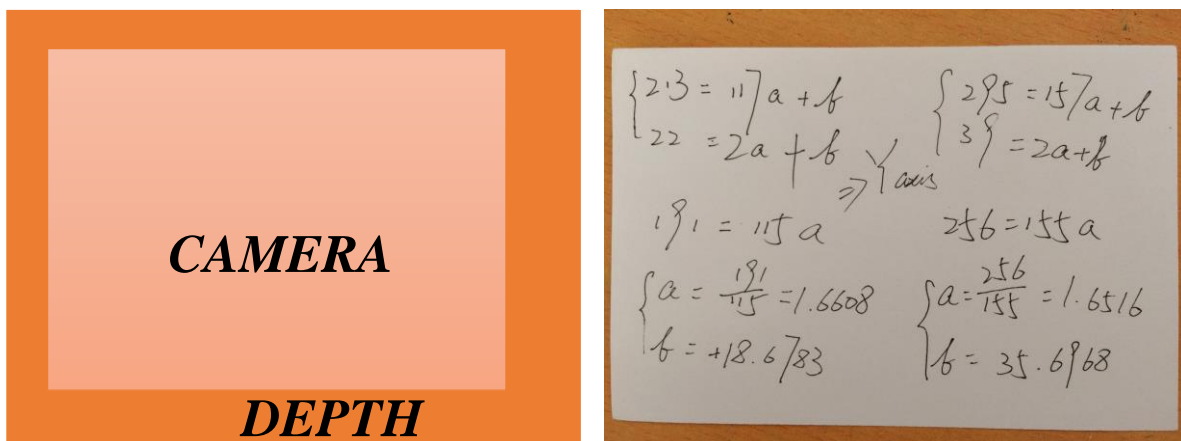 CAMERA
DEPTH
213 = 117a + b
22 = 2a + b
⇒ Y axis
191 = 115a
a = 191/115 = 1.6608
b = +18.6783
295 = 157a + b
39 = 2a + b
256 = 155a
a = 256/155 = 1.6516
b = 35.6968